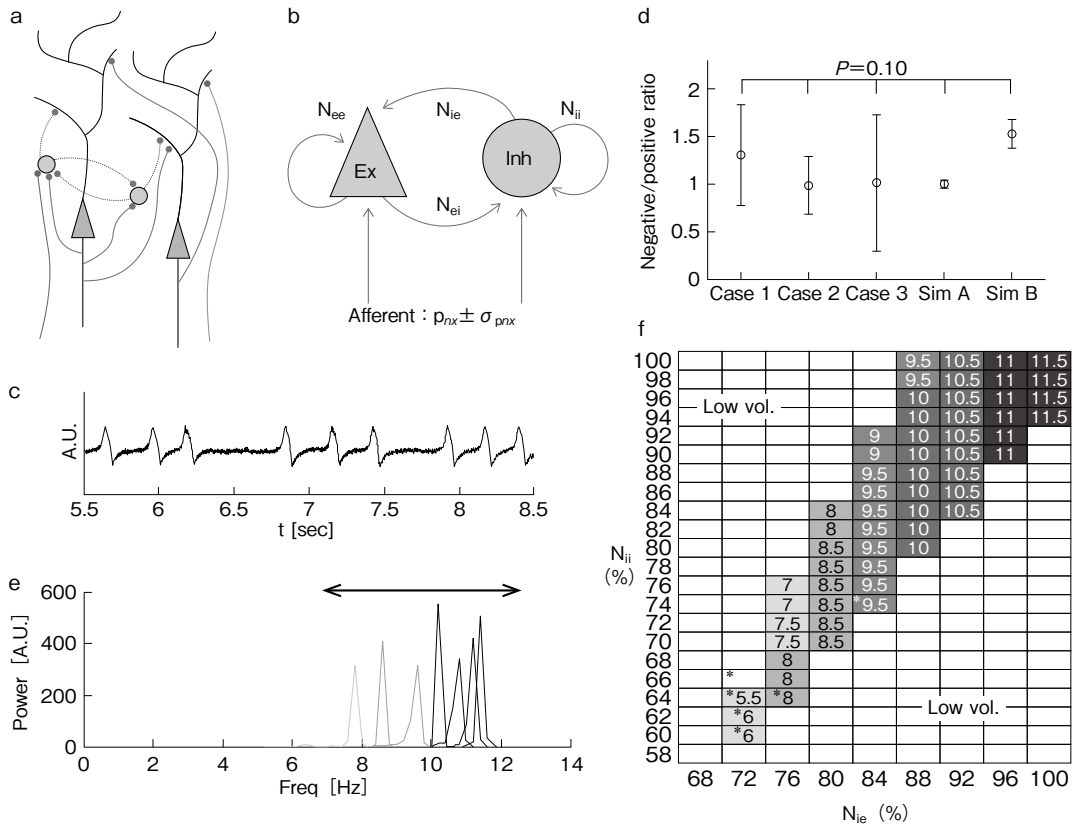 a
b
N_ee
N_ie
N_ii
Ex
Inh
N_ei
Afferent：p_nx ± σ_pnx
c
A.U.
5.5 6 6.5 7 7.5 8 8.5
t [sec]
d
P＝0.10
Negative/positive ratio
2
1.5
1
0.5
0
Case 1 Case 2 Case 3 Sim A Sim B
e
Power [A.U.]
600
400
200
0
0 2 4 6 8 10 12 14
Freq [Hz]
f
N_ii
(%)
100 9.5 10.5 11 11.5
98 9.5 10.5 11 11.5
96 10 10.5 11 11.5
Low vol.
94 10 10.5 11 11.5
92 9 10 10.5 11
90 9 10 10.5 11
88 9.5 10 10.5
86 9.5 10 10.5
84 8 9.5 10 10.5
82 8 9.5 10
80 8.5 9.5 10
78 8.5 9.5
76 7 8.5 9.5
74 7 8.5 *9.5
72 7.5 8.5
70 7.5 8.5
68 8
66 * 8
64 *5.5 *8
Low vol.
62 *6
60 *6
58
68 72 76 80 84 88 92 96 100
N_ie (%)